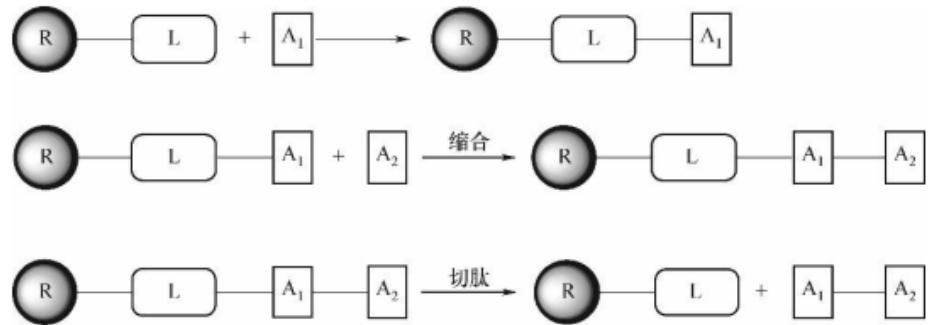 R L + A₁ R L A₁
缩合
R L A₁ + A₂ R L A₁ A₂
切肽
R L A₁ A₂ R L + A₁ A₂